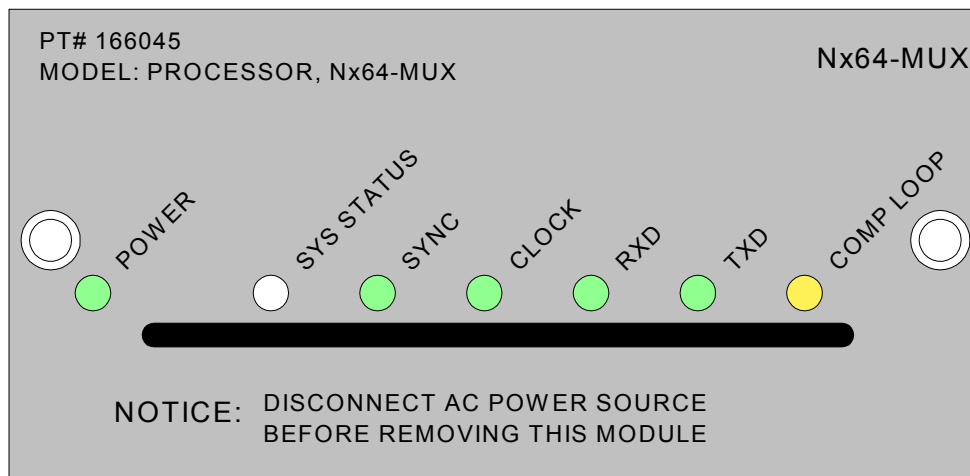 PT# 166045
MODEL: PROCESSOR, Nx64-MUX
Nx64-MUX
POWER
SYS STATUS
SYNC
CLOCK
RXD
TXD
COMP LOOP
NOTICE: DISCONNECT AC POWER SOURCE
BEFORE REMOVING THIS MODULE